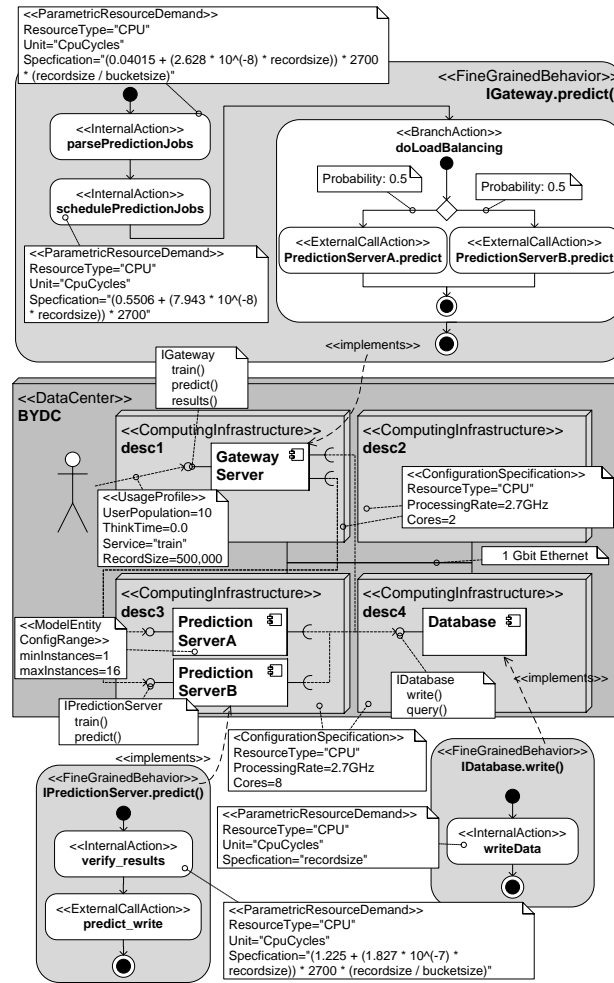 <<ParametricResourceDemand>>
ResourceType="CPU"
Unit="CpuCycles"
Specfication="(0.04015 + (2.628 * 10^(-8) * recordsize)) * 2700
* (recordsize / bucketsize)"
<<FineGrainedBehavior>>
IGateway.predict(
<<InternalAction>>
parsePredictionJobs
<<InternalAction>>
schedulePredictionJobs
<<ParametricResourceDemand>>
ResourceType="CPU"
Unit="CpuCycles"
Specfication="(0.5506 + (7.943 * 10^(-8)
* recordsize)) * 2700"
<<BranchAction>>
doLoadBalancing
Probability: 0.5
Probability: 0.5
<<ExternalCallAction>>
PredictionServerA.predict
<<ExternalCallAction>>
PredictionServerB.predict
<<implements>>
IGateway
train()
predict()
results()
<<DataCenter>>
BYDC
<<ComputingInfrastructure>>
desc1
Gateway
Server
<<ComputingInfrastructure>>
desc2
<<UsageProfile>>
UserPopulation=10
ThinkTime=0.0
Service="train"
RecordSize=500,000
<<ConfigurationSpecification>>
ResourceType="CPU"
ProcessingRate=2.7GHz
Cores=2
1 Gbit Ethernet
<<ComputingInfrastructure>>
desc3
Prediction
ServerA
Prediction
ServerB
<<ComputingInfrastructure>>
desc4
Database
<<ModelEntity
ConfigRange>>
minInstances=1
maxInstances=16
IPredictionServer
train()
predict()
IDatabase
write()
query()
<<implements>>
<<implements>>
<ConfigurationSpecification>>
ResourceType="CPU"
ProcessingRate=2.7GHz
Cores=8
<<FineGrainedBehavior>>
IPredictionServer.predict()
<<InternalAction>>
verify_results
<<ExternalCallAction>>
predict_write
<<FineGrainedBehavior>>
IDatabase.write()
<<InternalAction>>
writeData
<<ParametricResourceDemand>>
ResourceType="CPU"
Unit="CpuCycles"
Specfication="recordsize"
<<ParametricResourceDemand>>
ResourceType="CPU"
Unit="CpuCycles"
Specfication="(1.225 + (1.827 * 10^(-7) *
recordsize)) * 2700 * (recordsize / bucketsize)"